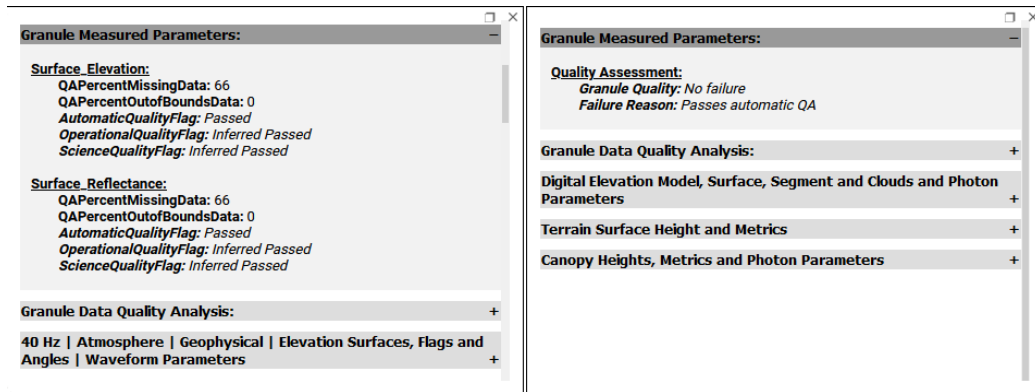 Granule Measured Parameters: −
Surface_Elevation:
QAPercentMissingData: 66
QAPercentOutofBoundsData: 0
AutomaticQualityFlag: Passed
OperationalQualityFlag: Inferred Passed
ScienceQualityFlag: Inferred Passed
Surface_Reflectance:
QAPercentMissingData: 66
QAPercentOutofBoundsData: 0
AutomaticQualityFlag: Passed
OperationalQualityFlag: Inferred Passed
ScienceQualityFlag: Inferred Passed
Granule Data Quality Analysis: +
40 Hz | Atmosphere | Geophysical | Elevation Surfaces, Flags and
Angles | Waveform Parameters +
Granule Measured Parameters: −
Quality Assessment:
Granule Quality: No failure
Failure Reason: Passes automatic QA
Granule Data Quality Analysis: +
Digital Elevation Model, Surface, Segment and Clouds and Photon
Parameters +
Terrain Surface Height and Metrics +
Canopy Heights, Metrics and Photon Parameters +